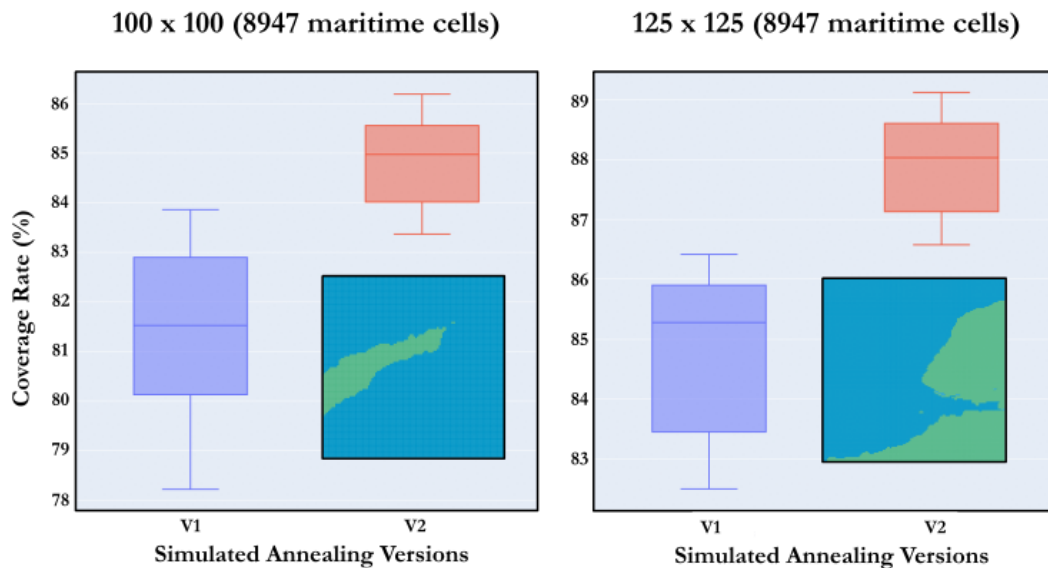 100 x 100 (8947 maritime cells)
125 x 125 (8947 maritime cells)
Coverage Rate (%)
86
85
84
83
82
81
80
79
78
V1
V2
Simulated Annealing Versions
89
88
87
86
85
84
83
V1
V2
Simulated Annealing Versions